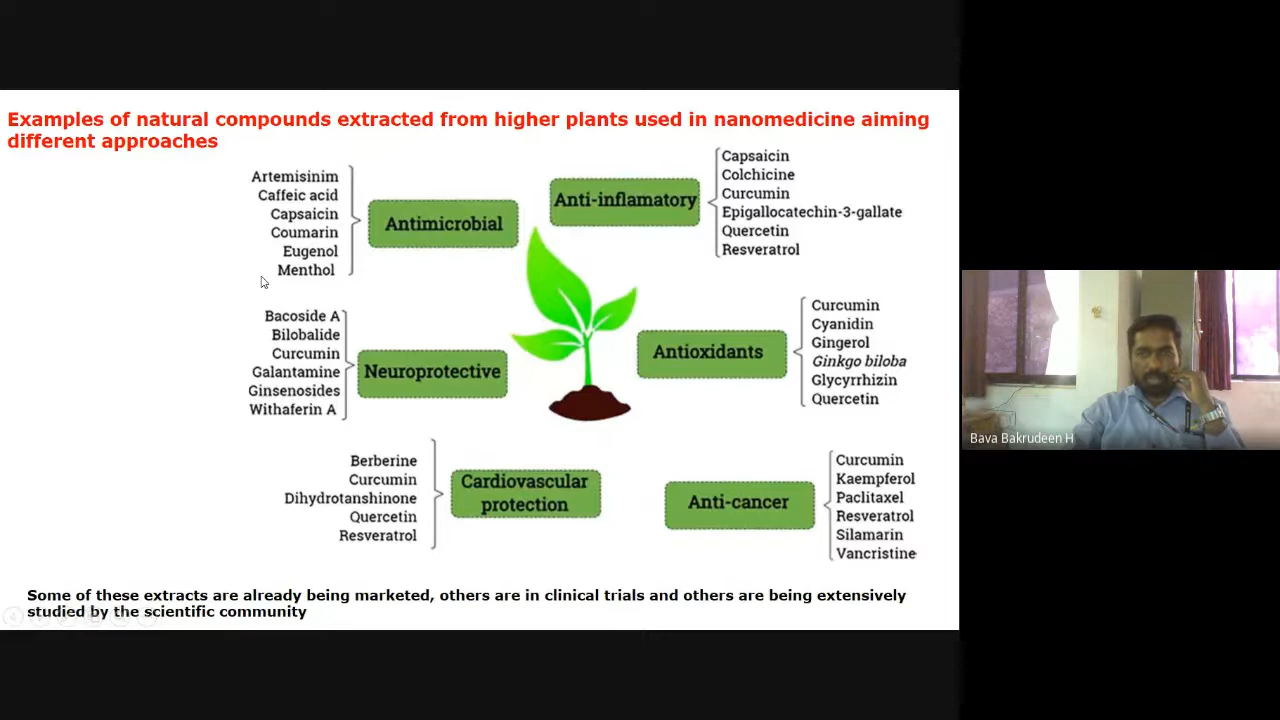 Examples of natural compounds extracted from higher plants used in nanomedicine aiming
different approaches
Artemisinim
Caffeic acid
Capsaicin
Coumarin
Eugenol
Menthol
Antimicrobial
Anti-inflamatory
Capsaicin
Colchicine
Curcumin
Epigallocatechin-3-gallate
Quercetin
Resveratrol
Bacoside A
Bilobalide
Curcumin
Galantamine
Ginsenosides
Withaferin A
Neuroprotective
Antioxidants
Curcumin
Cyanidin
Gingerol
Ginkgo biloba
Glycyrrhizin
Quercetin
Berberine
Curcumin
Dihydrotanshinone
Quercetin
Resveratrol
Cardiovascular
protection
Anti-cancer
Curcumin
Kaempferol
Paclitaxel
Resveratrol
Silamarin
Vancristine
Some of these extracts are already being marketed, others are in clinical trials and others are being extensively
studied by the scientific community
Bava Bakrudeen H